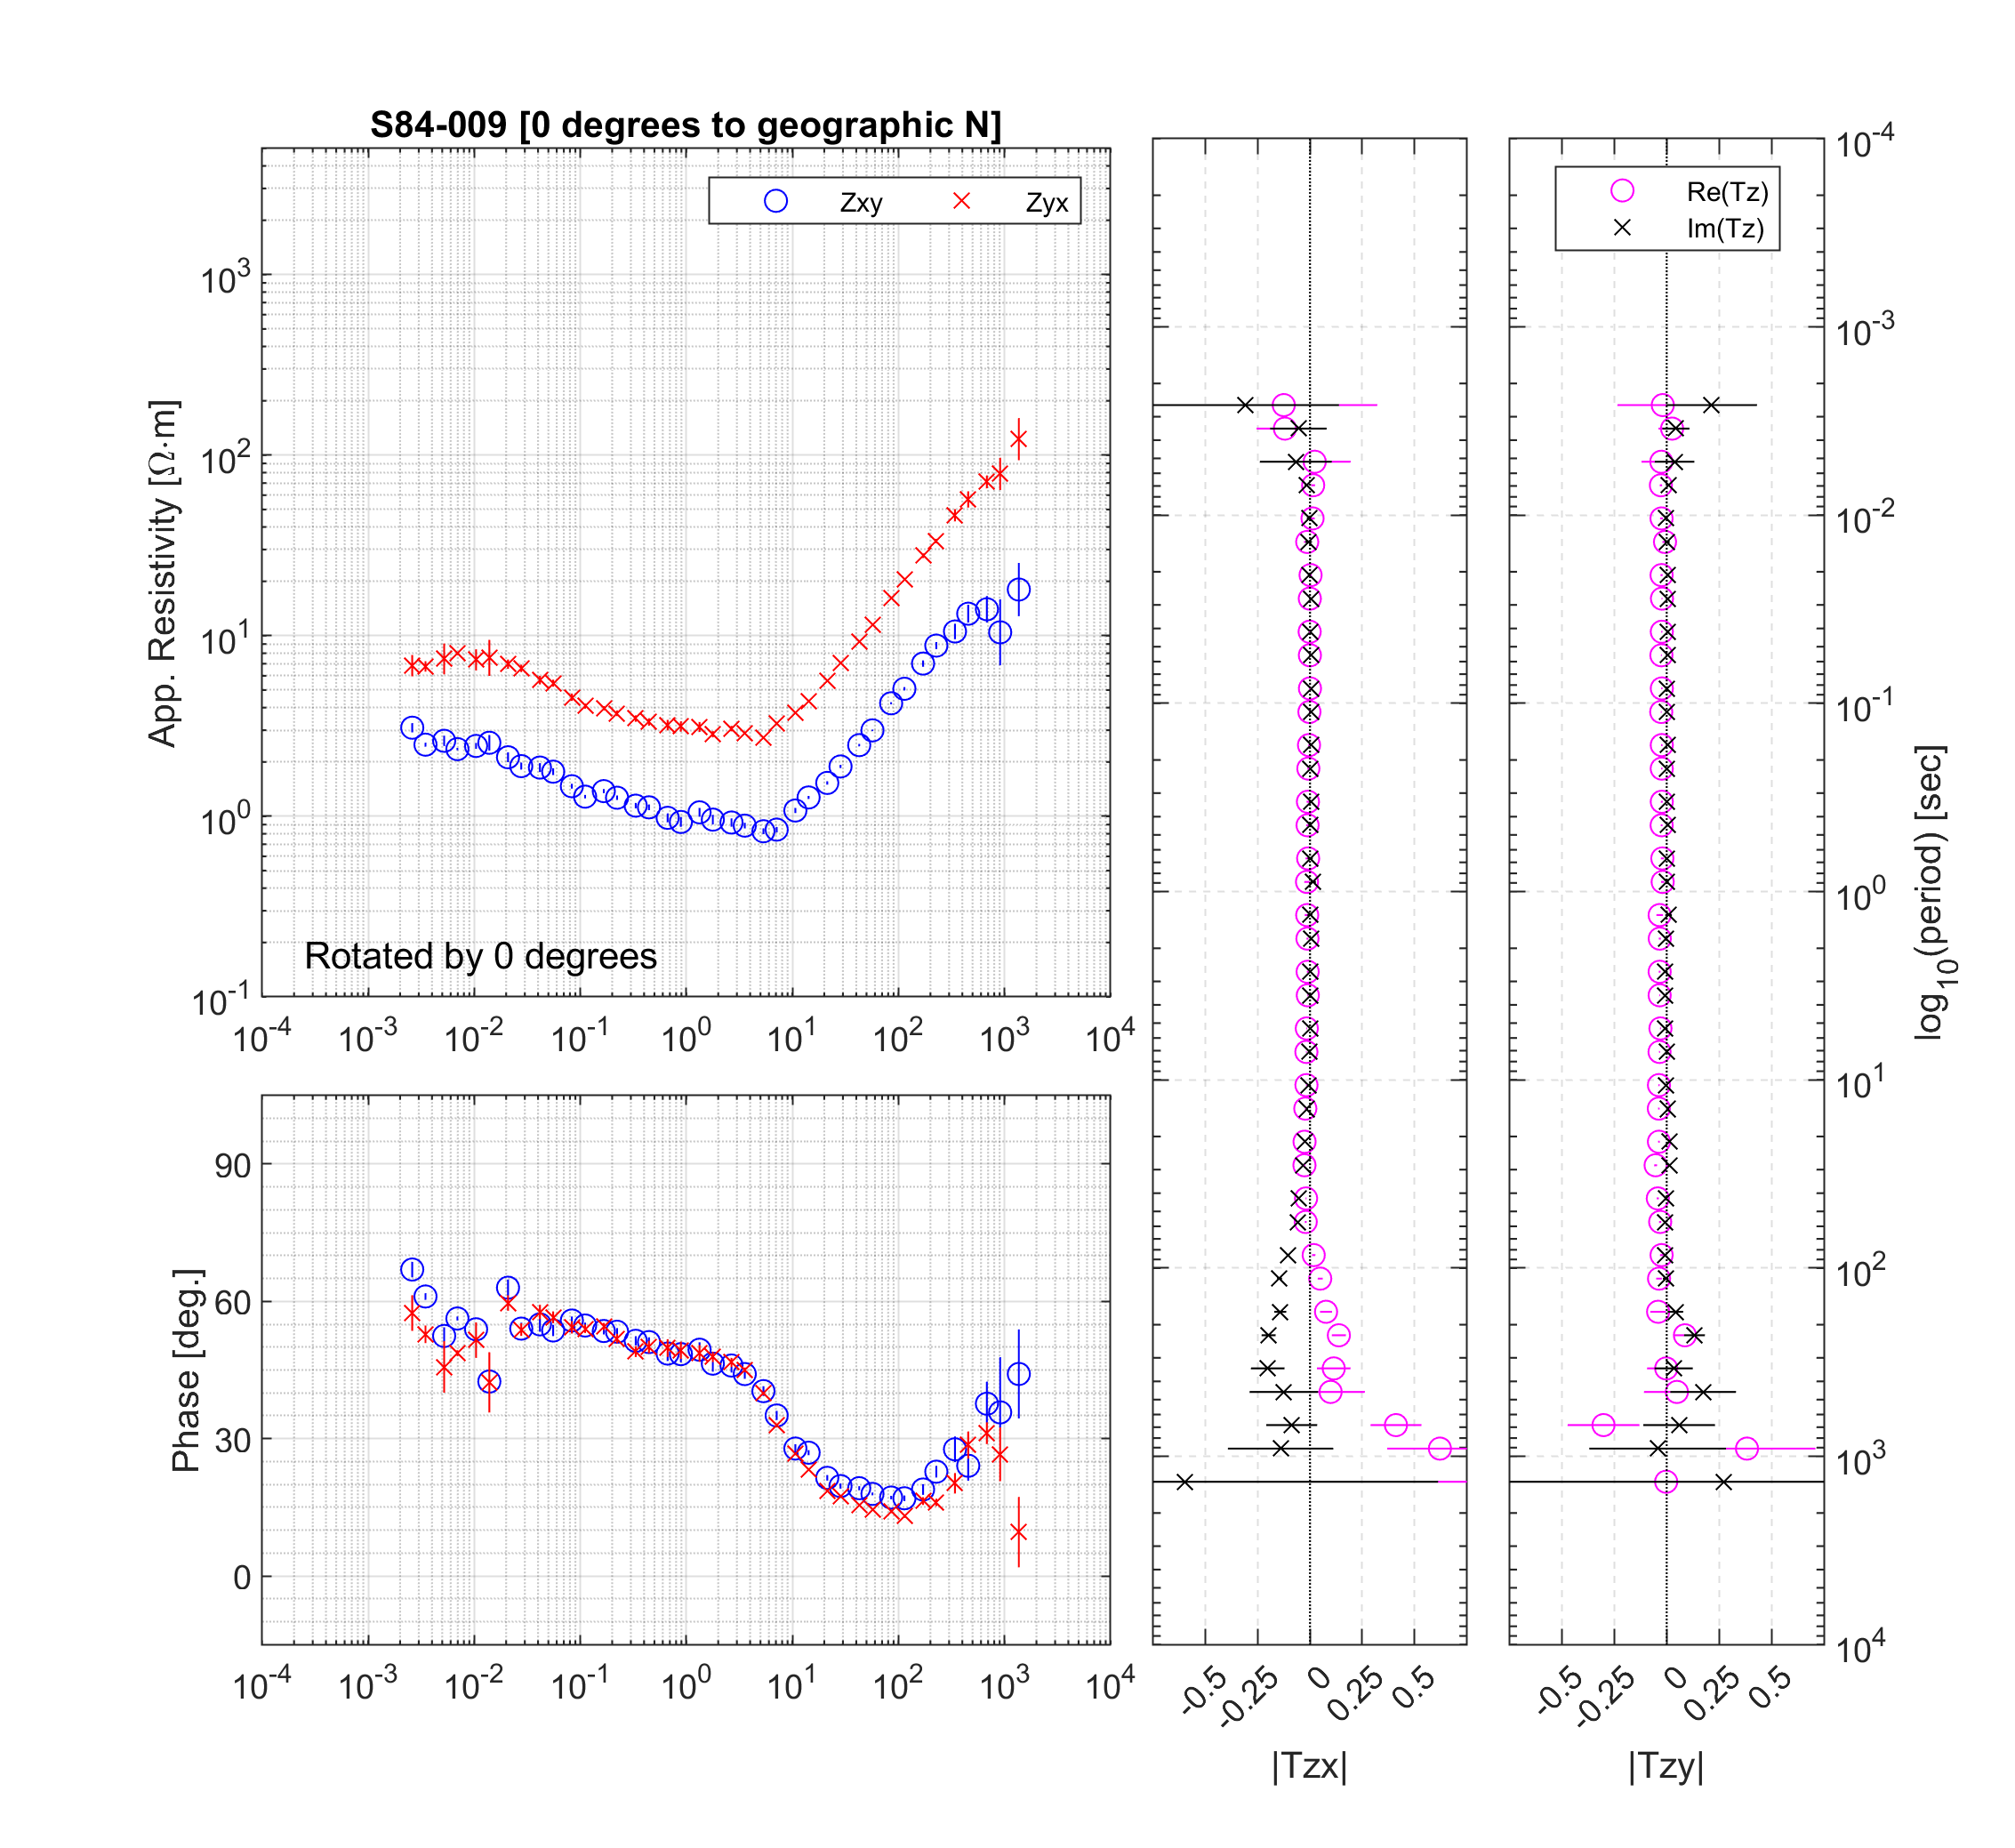 S84-009 [0 degrees to geographic N]
Zxy Zyx
App. Resistivity [Ω·m]
10^3
10^2
10^1
10^0
10^-1
Rotated by 0 degrees
10^-4 10^-3 10^-2 10^-1 10^0 10^1 10^2 10^3 10^4
Phase [deg.]
90
60
30
0
10^-4 10^-3 10^-2 10^-1 10^0 10^1 10^2 10^3 10^4
-0.5 -0.25 0 0.25 0.5
|Tzx|
Re(Tz)
Im(Tz)
10^-4
10^-3
10^-2
10^-1
10^0
10^1
10^2
10^3
10^4
log10(period) [sec]
-0.5 -0.25 0 0.25 0.5
|Tzy|